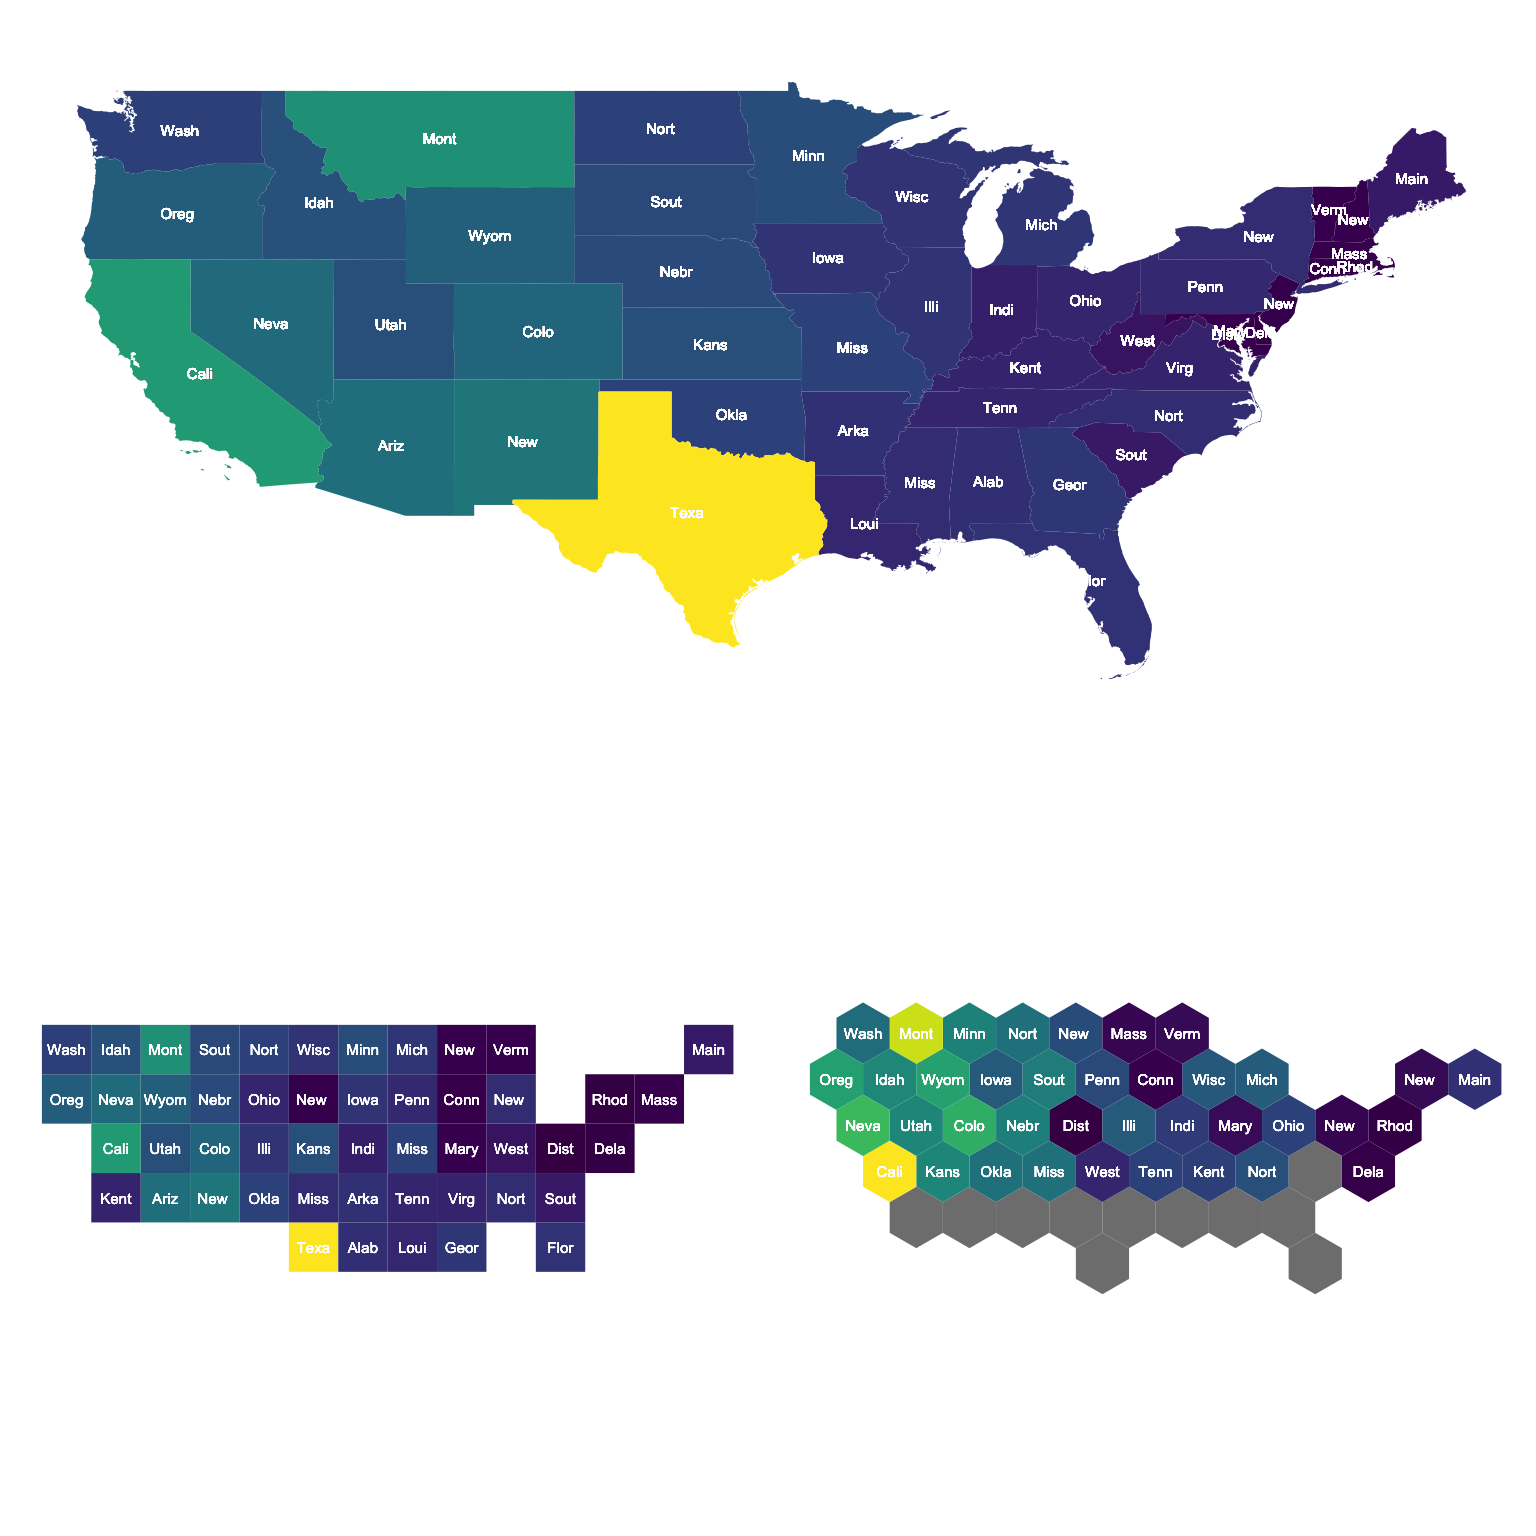 Wash
Mont
Nort
Minn
Main
Idah
Sout
Wisc
Verm
New
Oreg
Wyom
Mich
New
Mass
Iowa
Nebr
Conn
Rhod
Penn
Neva
Utah
Colo
Illi
Indi
Ohio
New
Kans
Miss
West
Mary
Dist
Dela
Cali
Kent
Virg
Okla
Tenn
Nort
Ariz
New
Arka
Sout
Texa
Miss
Alab
Geor
Loui
lor
Wash Idah Mont Sout Nort Wisc Minn Mich New Verm Main
Oreg Neva Wyom Nebr Ohio New Iowa Penn Conn New Rhod Mass
Cali Utah Colo Illi Kans Indi Miss Mary West Dist Dela
Kent Ariz New Okla Miss Arka Tenn Virg Nort Sout
Texa Alab Loui Geor Flor
Wash Mont Minn Nort New Mass Verm
Oreg Idah Wyom Iowa Sout Penn Conn Wisc Mich New Main
Neva Utah Colo Nebr Dist Illi Indi Mary Ohio New Rhod
Cali Kans Okla Miss West Tenn Kent Nort Dela